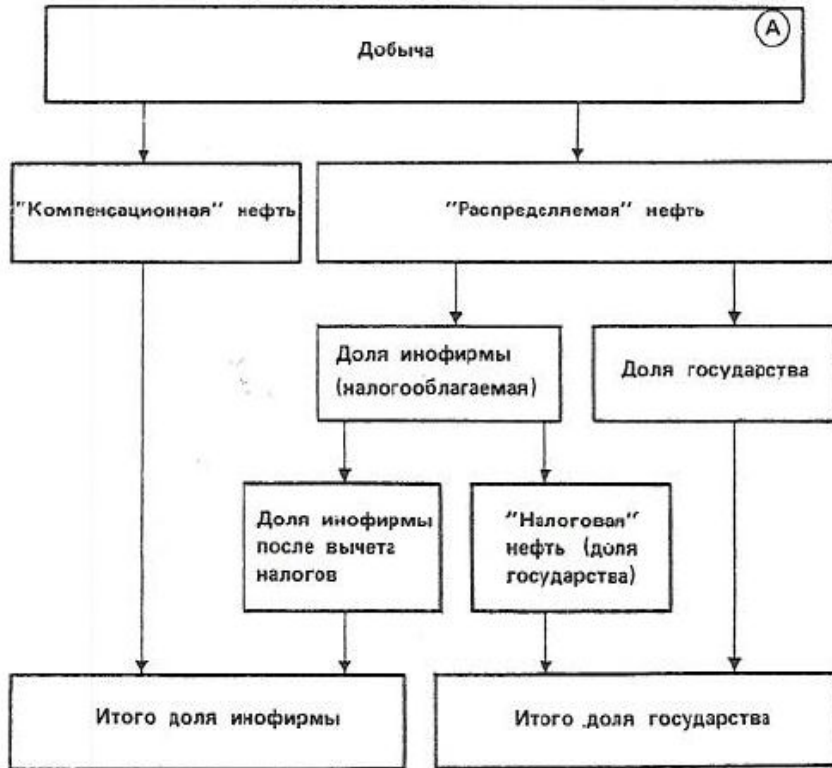 А
Добыча
"Компенсационная" нефть
"Распределяемая" нефть
Доля инофирмы
(налогооблагаемая)
Доля государства
Доля инофирмы
после вычета
налогов
"Налоговая"
нефть (доля
государства)
Итого доля инофирмы
Итого доля государства